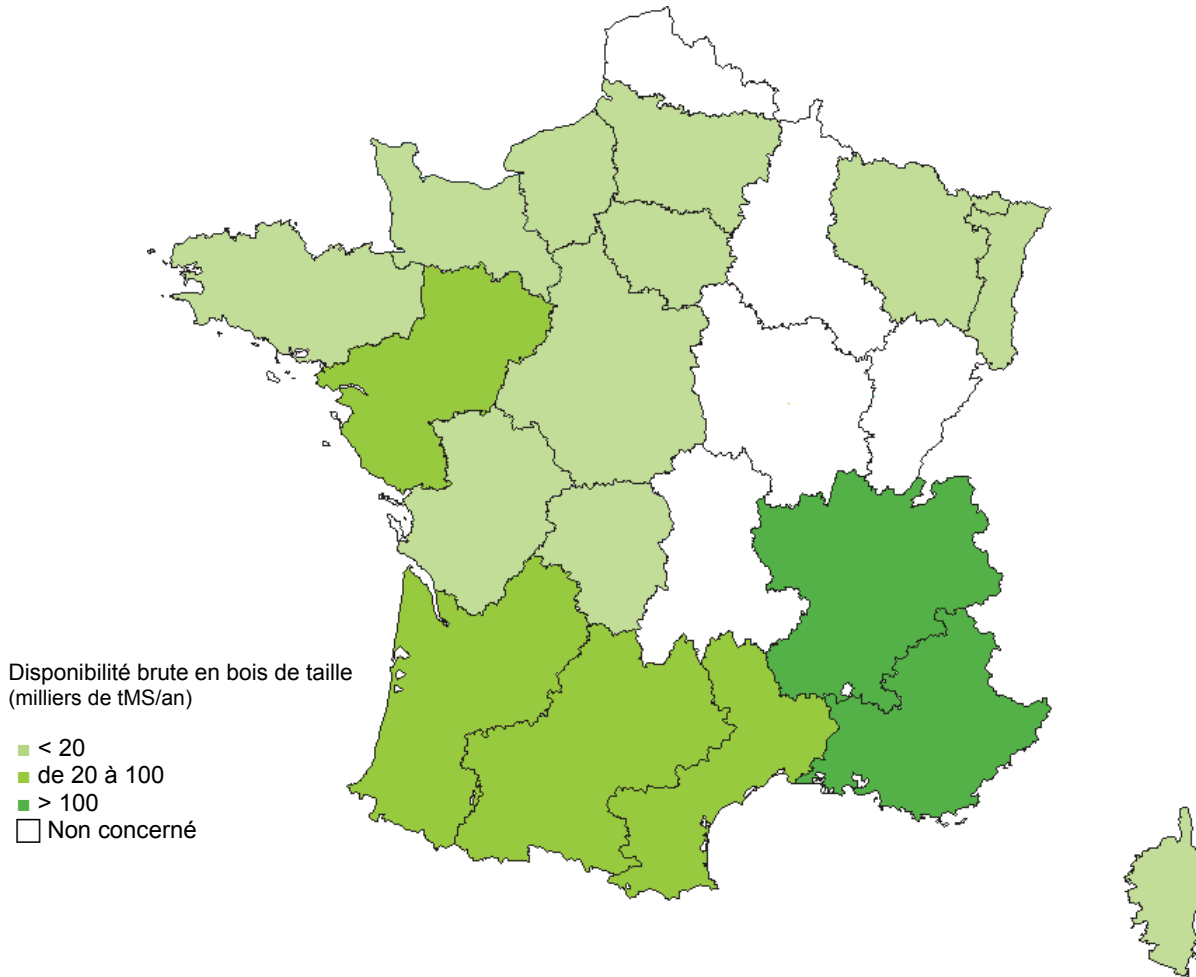 Disponibilité brute en bois de taille
(milliers de tMS/an)
< 20
de 20 à 100
> 100
Non concerné